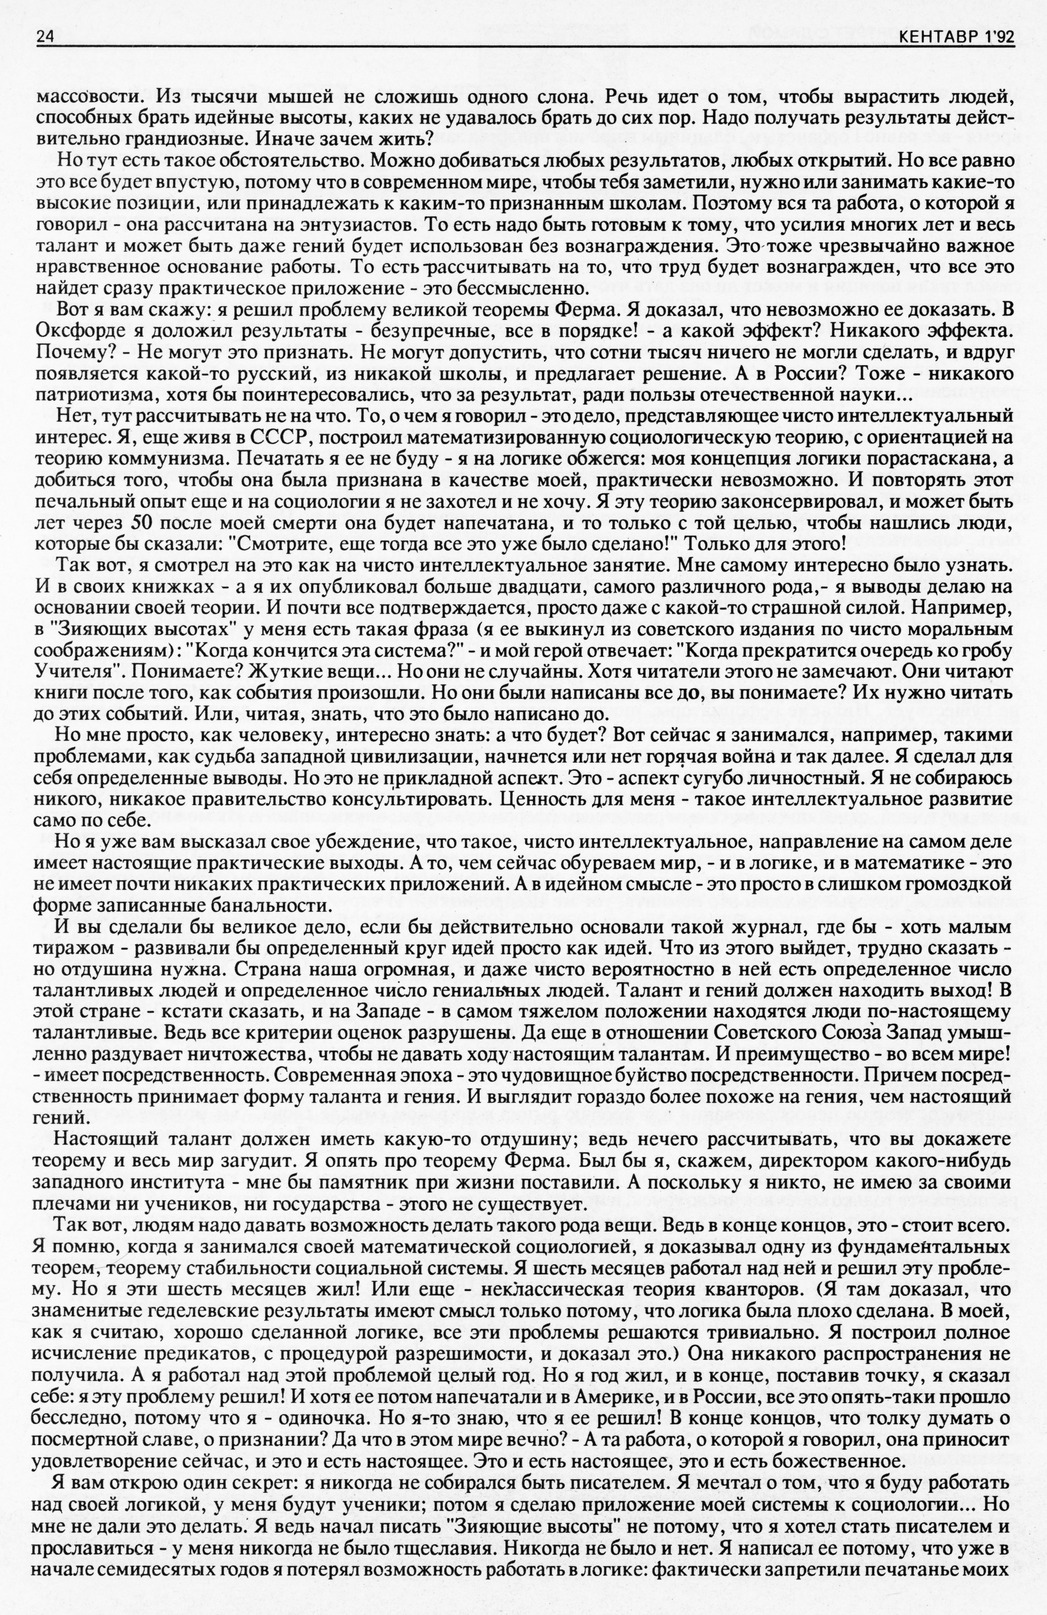 24
КЕНТАВР 1'92
массовости. Из тысячи мышей не сложишь одного слона. Речь идет о том, чтобы вырастить людей,
способных брать идейные высоты, каких не удавалось брать до сих пор. Надо получать результаты дейст-
вительно грандиозные. Иначе зачем жить?
Но тут есть такое обстоятельство. Можно добиваться любых результатов, любых открытий. Но все равно
это все будет впустую, потому что в современном мире, чтобы тебя заметили, нужно или занимать какие-то
высокие позиции, или принадлежать к каким-то признанным школам. Поэтому вся та работа, о которой я
говорил - она рассчитана на энтузиастов. То есть надо быть готовым к тому, что усилия многих лет и весь
талант и может быть даже гений будет использован без вознаграждения. Это тоже чрезвычайно важное
нравственное основание работы. То есть рассчитывать на то, что труд будет вознагражден, что все это
найдет сразу практическое приложение - это бессмысленно.
Вот я вам скажу: я решил проблему великой теоремы Ферма. Я доказал, что невозможно ее доказать. В
Оксфорде я доложил результаты - безупречные, все в порядке! - а какой эффект? Никакого эффекта.
Почему? - Не могут это признать. Не могут допустить, что сотни тысяч ничего не могли сделать, и вдруг
появляется какой-то русский, из никакой школы, и предлагает решение. А в России? Тоже - никакого
патриотизма, хотя бы поинтересовались, что за результат, ради пользы отечественной науки...
Нет, тут рассчитывать не на что. То, о чем я говорил - это дело, представляющее чисто интеллектуальный
интерес. Я, еще живя в СССР, построил математизированную социологическую теорию, с ориентацией на
теорию коммунизма. Печатать я ее не буду - я на логике обжегся: моя концепция логики порастаскана, а
добиться того, чтобы она была признана в качестве моей, практически невозможно. И повторять этот
печальный опыт еще и на социологии я не захотел и не хочу. Я эту теорию законсервировал, и может быть
лет через 50 после моей смерти она будет напечатана, и то только с той целью, чтобы нашлись люди,
которые бы сказали: "Смотрите, еще тогда все это уже было сделано!" Только для этого!
Так вот, я смотрел на это как на чисто интеллектуальное занятие. Мне самому интересно было узнать.
И в своих книжках - а я их опубликовал больше двадцати, самого различного рода,- я выводы делаю на
основании своей теории. И почти все подтверждается, просто даже с какой-то страшной силой. Например,
в "Зияющих высотах" у меня есть такая фраза (я ее выкинул из советского издания по чисто моральным
соображениям): "Когда кончится эта система?" - и мой герой отвечает: "Когда прекратится очередь ко гробу
Учителя". Понимаете? Жуткие вещи... Но они не случайны. Хотя читатели этого не замечают. Они читают
книги после того, как события произошли. Но они были написаны все до, вы понимаете? Их нужно читать
до этих событий. Или, читая, знать, что это было написано до.
Но мне просто, как человеку, интересно знать: а что будет? Вот сейчас я занимался, например, такими
проблемами, как судьба западной цивилизации, начнется или нет горячая война и так далее. Я сделал для
себя определенные выводы. Но это не прикладной аспект. Это - аспект сугубо личностный. Я не собираюсь
никого, никакое правительство консультировать. Ценность для меня - такое интеллектуальное развитие
само по себе.
Но я уже вам высказал свое убеждение, что такое, чисто интеллектуальное, направление на самом деле
имеет настоящие практические выходы. А то, чем сейчас обуреваем мир, - и в логике, и в математике - это
не имеет почти никаких практических приложений. А в идейном смысле - это просто в слишком громоздкой
форме записанные банальности.
И вы сделали бы великое дело, если бы действительно основали такой журнал, где бы - хоть малым
тиражом - развивали бы определенный круг идей просто как идей. Что из этого выйдет, трудно сказать -
но отдушина нужна. Страна наша огромная, и даже чисто вероятностно в ней есть определенное число
талантливых людей и определенное число гениальных людей. Талант и гений должен находить выход! В
этой стране - кстати сказать, и на Западе - в самом тяжелом положении находятся люди по-настоящему
талантливые. Ведь все критерии оценок разрушены. Да еще в отношении Советского Союза Запад умыш-
ленно раздувает ничтожества, чтобы не давать ходу настоящим талантам. И преимущество - во всем мире!
- имеет посредственность. Современная эпоха - это чудовищное буйство посредственности. Причем посред-
ственность принимает форму таланта и гения. И выглядит гораздо более похоже на гения, чем настоящий
гений.
Настоящий талант должен иметь какую-то отдушину; ведь нечего рассчитывать, что вы докажете
теорему и весь мир загудит. Я опять про теорему Ферма. Был бы я, скажем, директором какого-нибудь
западного института - мне бы памятник при жизни поставили. А поскольку я никто, не имею за своими
плечами ни учеников, ни государства - этого не существует.
Так вот, людям надо давать возможность делать такого рода вещи. Ведь в конце концов, это - стоит всего.
Я помню, когда я занимался своей математической социологией, я доказывал одну из фундаментальных
теорем, теорему стабильности социальной системы. Я шесть месяцев работал над ней и решил эту пробле-
му. Но я эти шесть месяцев жил! Или еще - неклассическая теория кванторов. (Я там доказал, что
знаменитые геделевские результаты имеют смысл только потому, что логика была плохо сделана. В моей,
как я считаю, хорошо сделанной логике, все эти проблемы решаются тривиально. Я построил полное
исчисление предикатов, с процедурой разрешимости, и доказал это.) Она никакого распространения не
получила. А я работал над этой проблемой целый год. Но я год жил, и в конце, поставив точку, я сказал
себе: я эту проблему решил! И хотя ее потом напечатали и в Америке, и в России, все это опять-таки прошло
бесследно, потому что я - одиночка. Но я-то знаю, что я ее решил! В конце концов, что толку думать о
посмертной славе, о признании? Да что в этом мире вечно? - А та работа, о которой я говорил, она приносит
удовлетворение сейчас, и это и есть настоящее. Это и есть настоящее, это и есть божественное.
Я вам открою один секрет: я никогда не собирался быть писателем. Я мечтал о том, что я буду работать
над своей логикой, у меня будут ученики; потом я сделаю приложение моей системы к социологии... Но
мне не дали это делать. Я ведь начал писать "Зияющие высоты" не потому, что я хотел стать писателем и
прославиться - у меня никогда не было тщеславия. Никогда не было и нет. Я написал ее потому, что уже в
начале семидесятых годов я потерял возможность работать в логике: фактически запретили печатанье моих